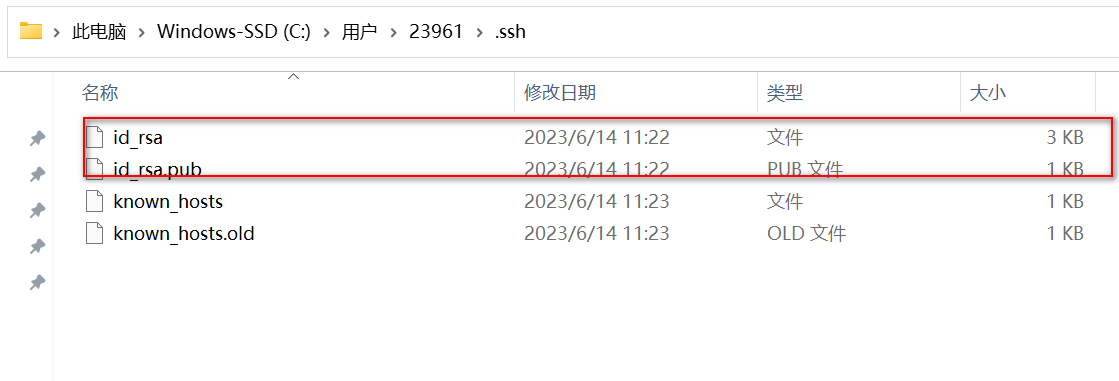 此电脑 › Windows-SSD (C:) › 用户 › 23961 › .ssh
名称 修改日期 类型 大小
id_rsa 2023/6/14 11:22 文件 3 KB
id_rsa.pub 2023/6/14 11:22 PUB 文件 1 KB
known_hosts 2023/6/14 11:23 文件 1 KB
known_hosts.old 2023/6/14 11:23 OLD 文件 1 KB